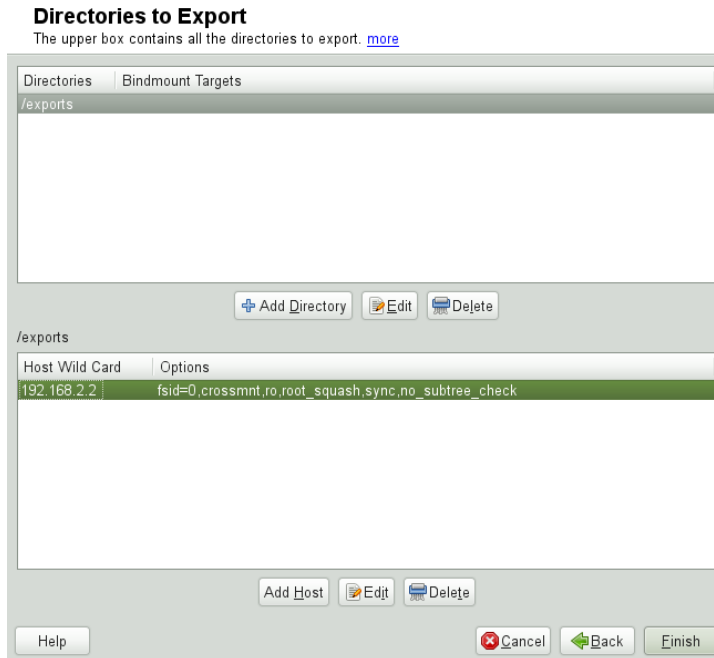 Directories to Export
The upper box contains all the directories to export. more
Directories Bindmount Targets
/exports
Add Directory Edit Delete
/exports
Host Wild Card Options
192.168.2.2 fsid=0,crossmnt,ro,root_squash,sync,no_subtree_check
Add Host Edit Delete
Help Cancel Back Finish